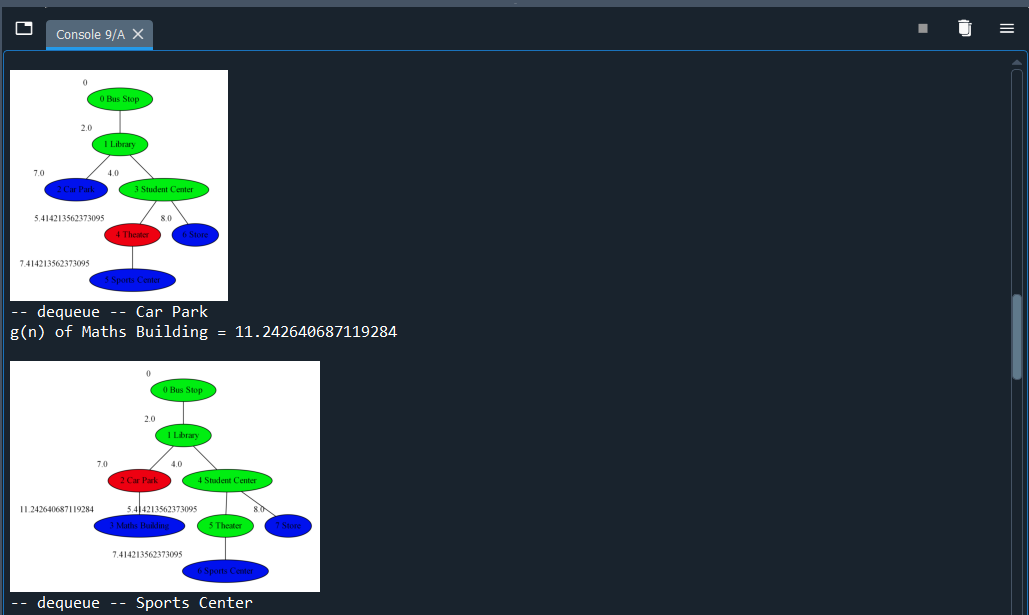 Console 9/A
0
0 Bus Stop
2.0
1 Library
7.0 4.0
2 Car Park 3 Student Center
5.414213562373095 8.0
4 Theater 6 Store
7.414213562373095
5 Sports Center
-- dequeue -- Car Park
g(n) of Maths Building = 11.242640687119284
0
0 Bus Stop
2.0
1 Library
7.0 4.0
2 Car Park 4 Student Center
11.242640687119284 5.414213562373095 8.0
3 Maths Building 5 Theater 7 Store
7.414213562373095
6 Sports Center
-- dequeue -- Sports Center